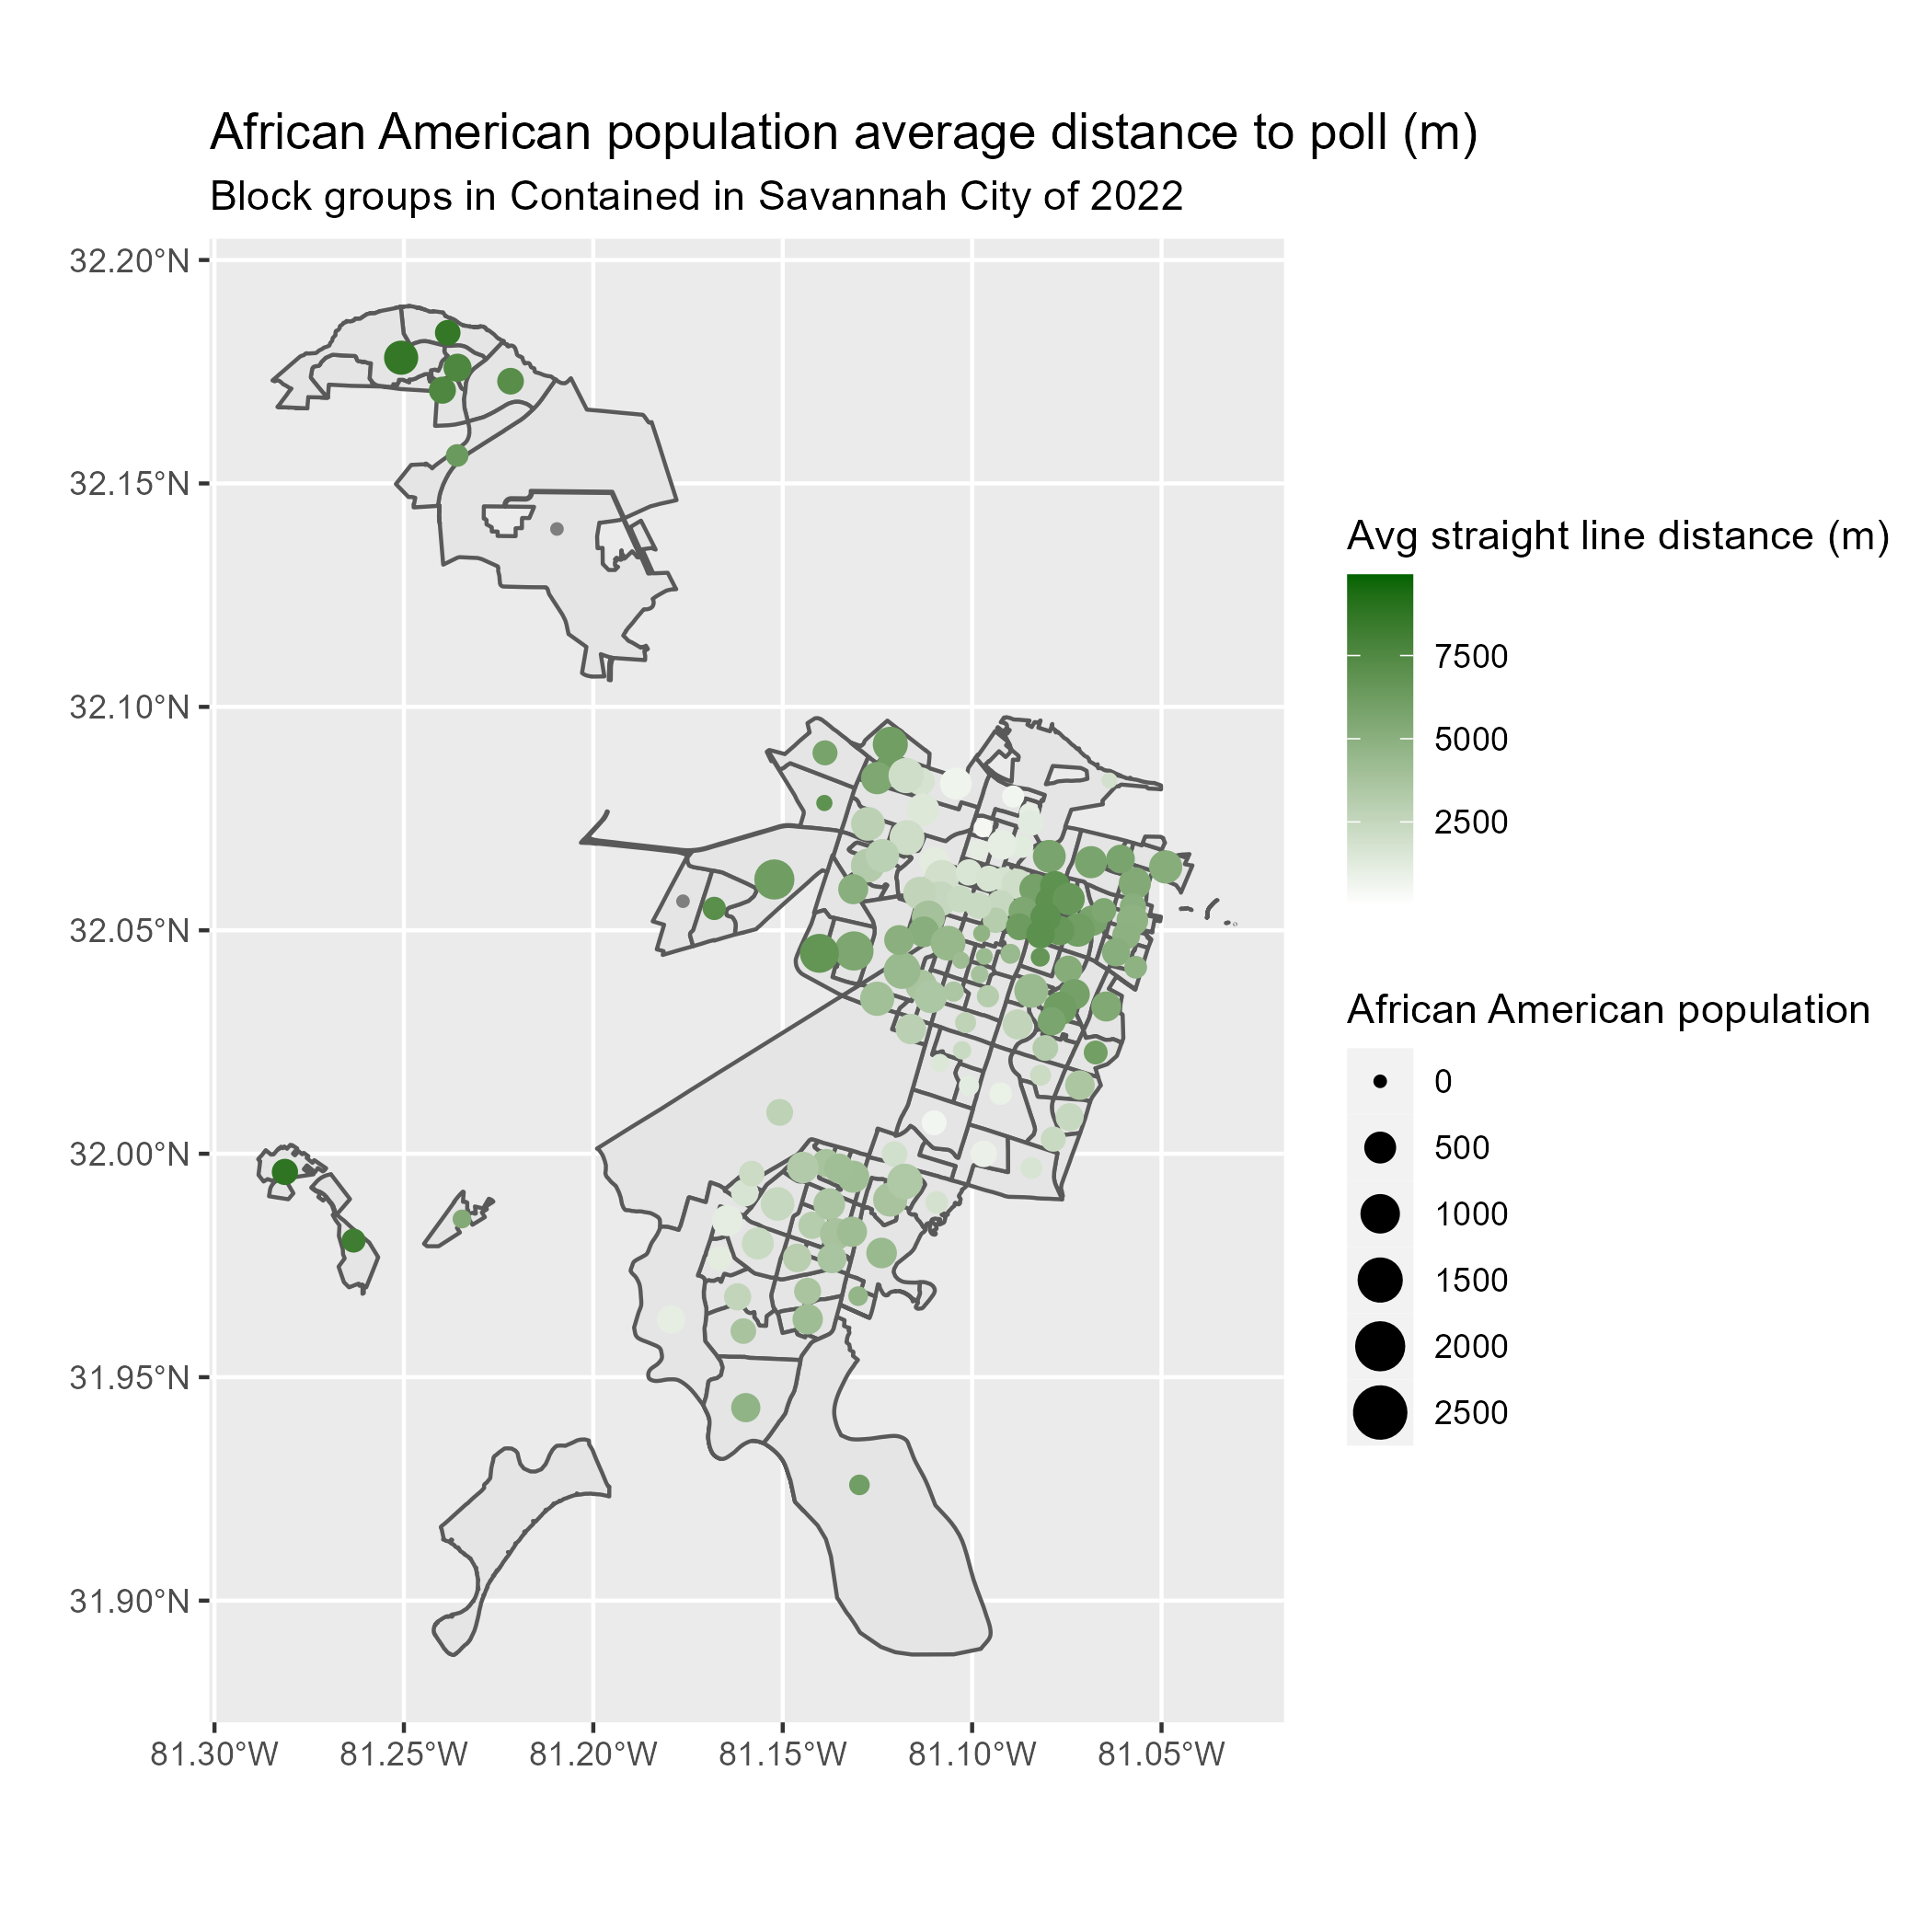 African American population average distance to poll (m)
Block groups in Contained in Savannah City of 2022
32.20°N
32.15°N
32.10°N
32.05°N
32.00°N
31.95°N
31.90°N
81.30°W
81.25°W
81.20°W
81.15°W
81.10°W
81.05°W
Avg straight line distance (m)
7500
5000
2500
African American population
0
500
1000
1500
2000
2500